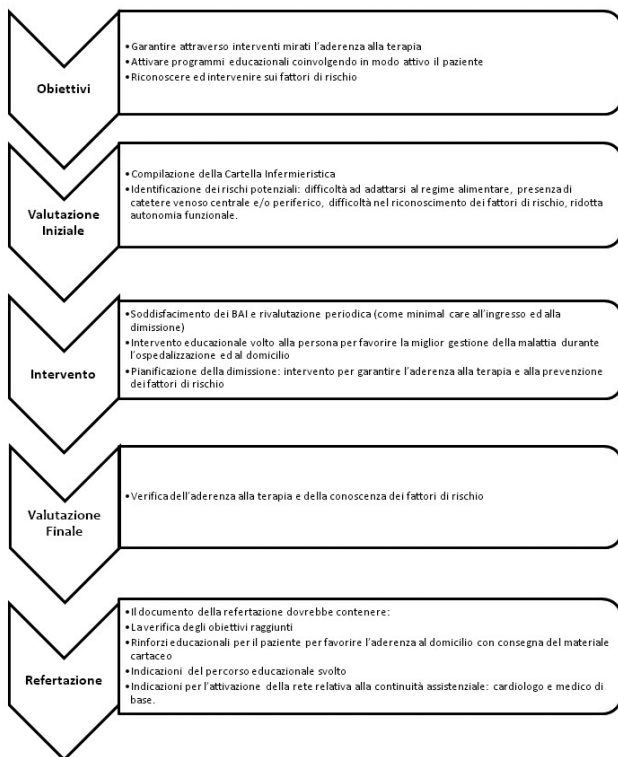 Obiettivi
•Garantire attraverso interventi mirati l'aderenza alla terapia
•Attivare programmi educazionali coinvolgendo in modo attivo il paziente
•Riconoscere ed intervenire sui fattori di rischio
Valutazione
Iniziale
•Compilazione della Cartella Infermieristica
•Identificazione dei rischi potenziali: difficoltà ad adattarsi al regime alimentare, presenza di
catetere venoso centrale e/o periferico, difficoltà nel riconoscimento dei fattori di rischio, ridotta
autonomia funzionale.
Intervento
•Soddisfacimento dei BAI e rivalutazione periodica (come minimal care all'ingresso ed alla
dimissione)
•Intervento educazionale volto alla persona per favorire la miglior gestione della malattia durante
l'ospedalizzazione ed al domicilio
•Pianificazione della dimissione: intervento per garantire l'aderenza alla terapia e alla prevenzione
dei fattori di rischio
Valutazione
Finale
•Verifica dell'aderenza alla terapia e della conoscenza dei fattori di rischio
Refertazione
•Il documento della refertazione dovrebbe contenere:
•La verifica degli obiettivi raggiunti
•Rinforzi educazionali per il paziente per favorire l'aderenza al domicilio con consegna del materiale
cartaceo
•Indicazioni del percorso educazionale svolto
•Indicazioni per l'attivazione della rete relativa alla continuità assistenziale: cardiologo e medico di
base.